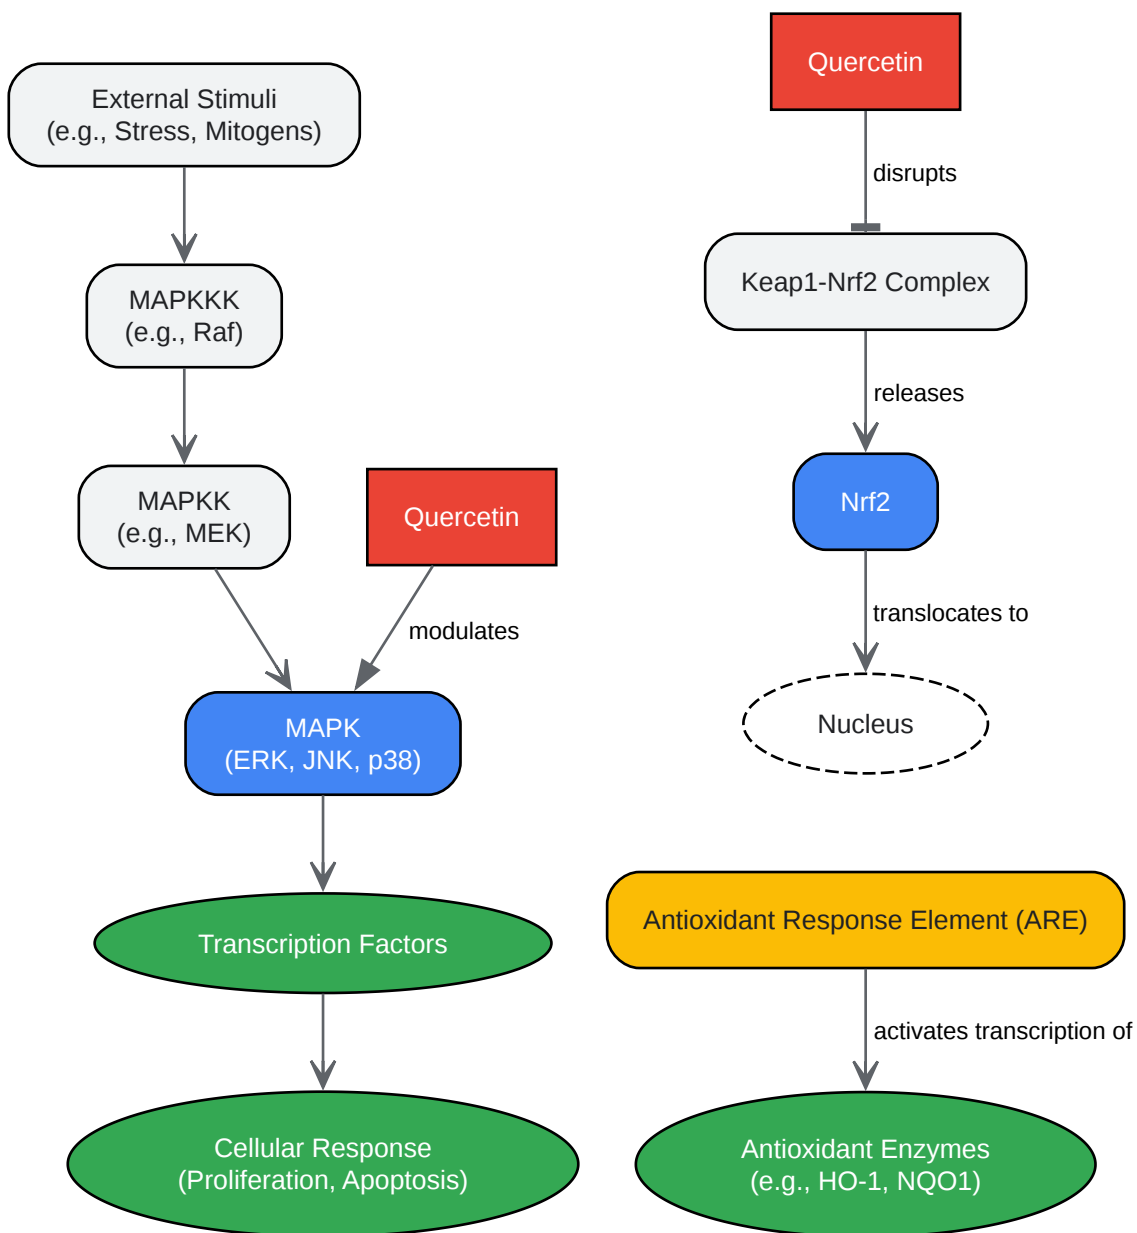 External Stimuli
(e.g., Stress, Mitogens)
MAPKKK
(e.g., Raf)
MAPKK
(e.g., MEK)
Quercetin
modulates
MAPK
(ERK, JNK, p38)
Transcription Factors
Cellular Response
(Proliferation, Apoptosis)
Quercetin
disrupts
Keap1-Nrf2 Complex
releases
Nrf2
translocates to
Nucleus
Antioxidant Response Element (ARE)
activates transcription of
Antioxidant Enzymes
(e.g., HO-1, NQO1)